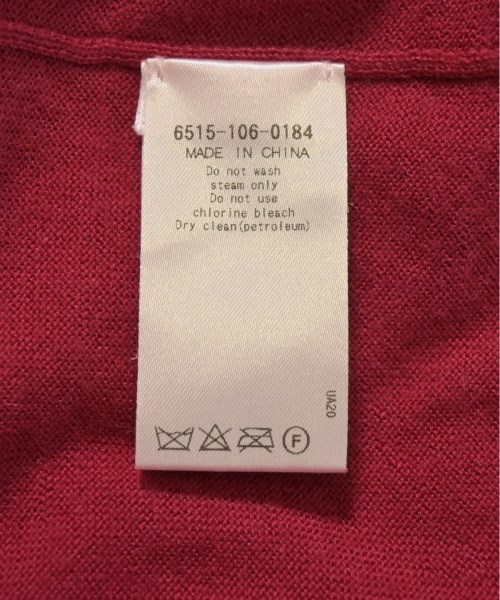 6515-106-0184
MADE IN CHINA
Do not wash
steam only
Do not use
chlorine bleach
Dry clean(petroleum)
UA20
F